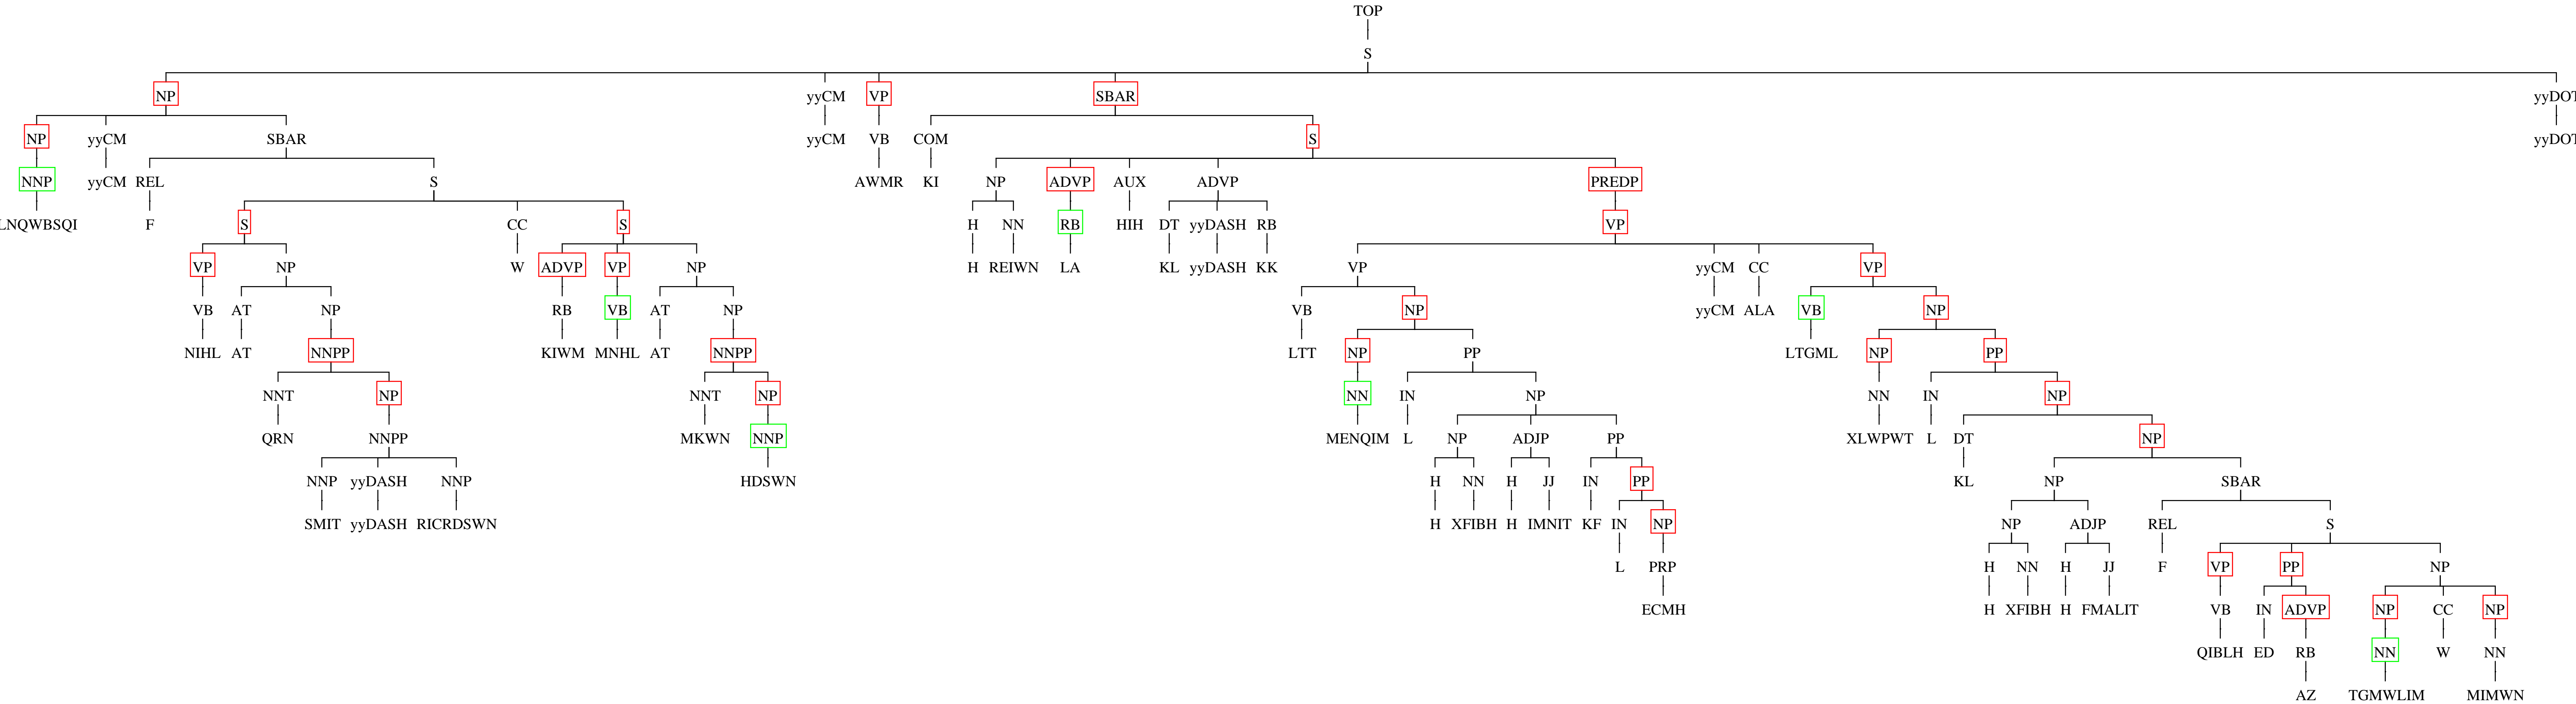 TOP
S
NP yyCM VP SBAR yyDOT
NP yyCM SBAR yyCM VB COM S yyDOT
NNP yyCM REL S AWMR KI NP ADVP AUX ADVP PREDP
LNQWBSQI F S CC S H NN RB HIH DT yyDASH RB VP
VP NP W ADVP VP NP H REIWN LA KL yyDASH KK VP yyCM CC VP
VB AT NP RB VB AT NP VB NP yyCM ALA VB NP
NIHL AT NNPP KIWM MNHL AT NNPP LTT NP PP LTGML NP PP
NNT NP NNT NP NN IN NP NN IN NP
QRN NNPP MKWN NNP MENQIM L NP ADJP PP XLWPWT L DT NP
NNP yyDASH NNP HDSWN H NN H JJ IN PP KL NP SBAR
SMIT yyDASH RICRDSWN H XFIBH H IMNIT KF IN NP NP ADJP REL S
L PRP H NN H JJ F VP PP NP
ECMH H XFIBH H FMALIT VB IN ADVP NP CC NP
QIBLH ED RB NN W NN
AZ TGMWLIM MIMWN